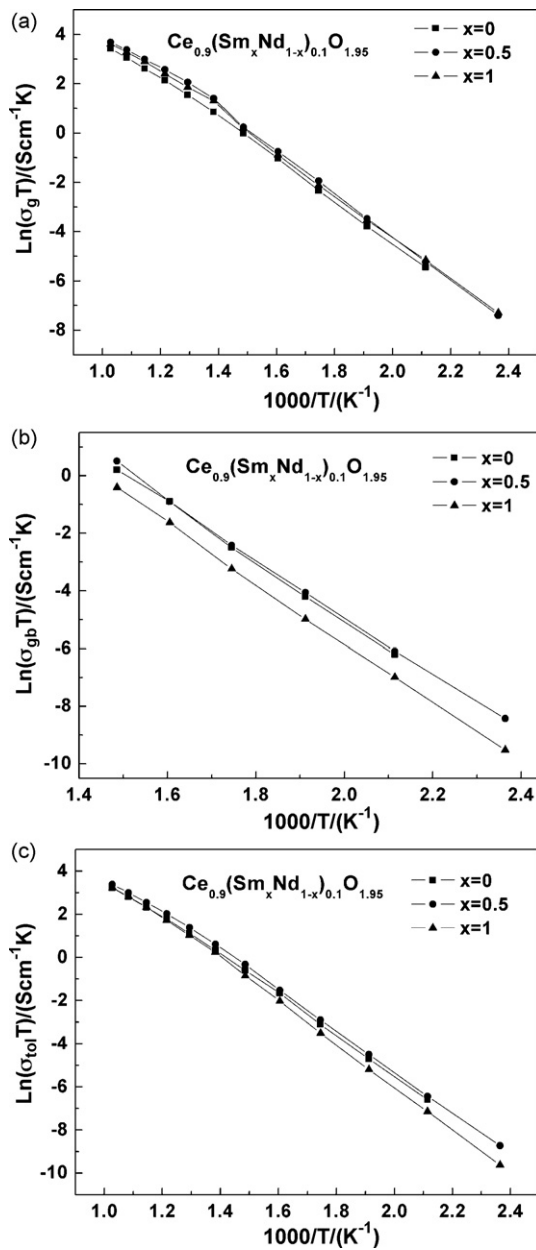 (a)
Ce0.9(SmxNd1-x)0.1O1.95
x=0
x=0.5
x=1
Ln(σgT)/(Scm-1K)
4
2
0
-2
-4
-6
-8
1.0 1.2 1.4 1.6 1.8 2.0 2.2 2.4
1000/T/(K-1)
(b)
Ce0.9(SmxNd1-x)0.1O1.95
x=0
x=0.5
x=1
Ln(σgbT)/(Scm-1K)
0
-2
-4
-6
-8
-10
1.4 1.6 1.8 2.0 2.2 2.4
1000/T/(K-1)
(c)
Ce0.9(SmxNd1-x)0.1O1.95
x=0
x=0.5
x=1
Ln(σtolT)/(Scm-1K)
4
2
0
-2
-4
-6
-8
-10
1.0 1.2 1.4 1.6 1.8 2.0 2.2 2.4
1000/T/(K-1)